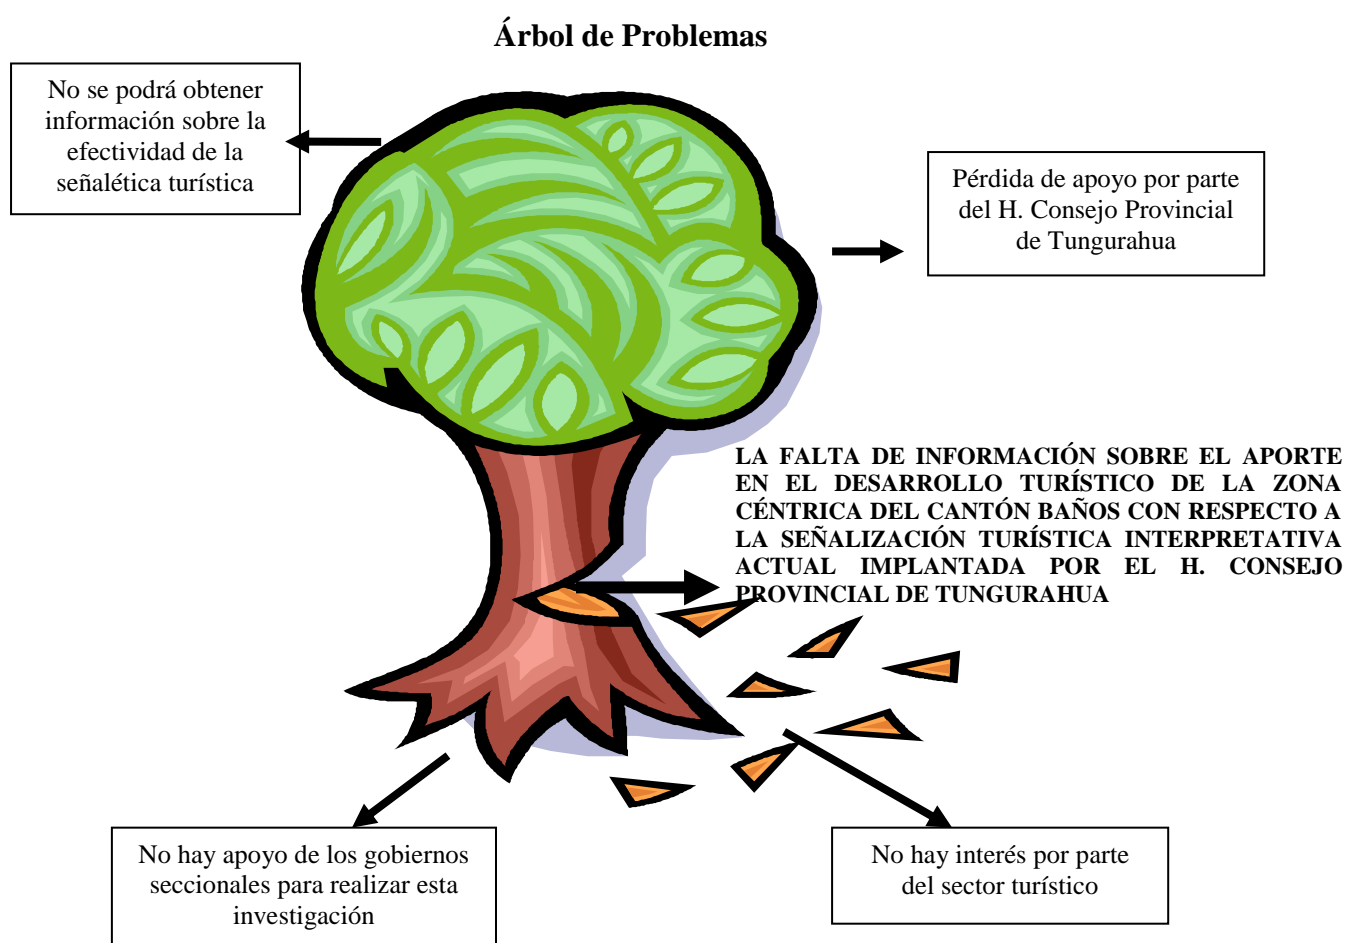 Árbol de Problemas
No se podrá obtener
información sobre la
efectividad de la
señalética turística
Pérdida de apoyo por parte
del H. Consejo Provincial
de Tungurahua
LA FALTA DE INFORMACIÓN SOBRE EL APORTE
EN EL DESARROLLO TURÍSTICO DE LA ZONA
CÉNTRICA DEL CANTÓN BAÑOS CON RESPECTO A
LA SEÑALIZACIÓN TURÍSTICA INTERPRETATIVA
ACTUAL IMPLANTADA POR EL H. CONSEJO
PROVINCIAL DE TUNGURAHUA
No hay apoyo de los gobiernos
seccionales para realizar esta
investigación
No hay interés por parte
del sector turístico